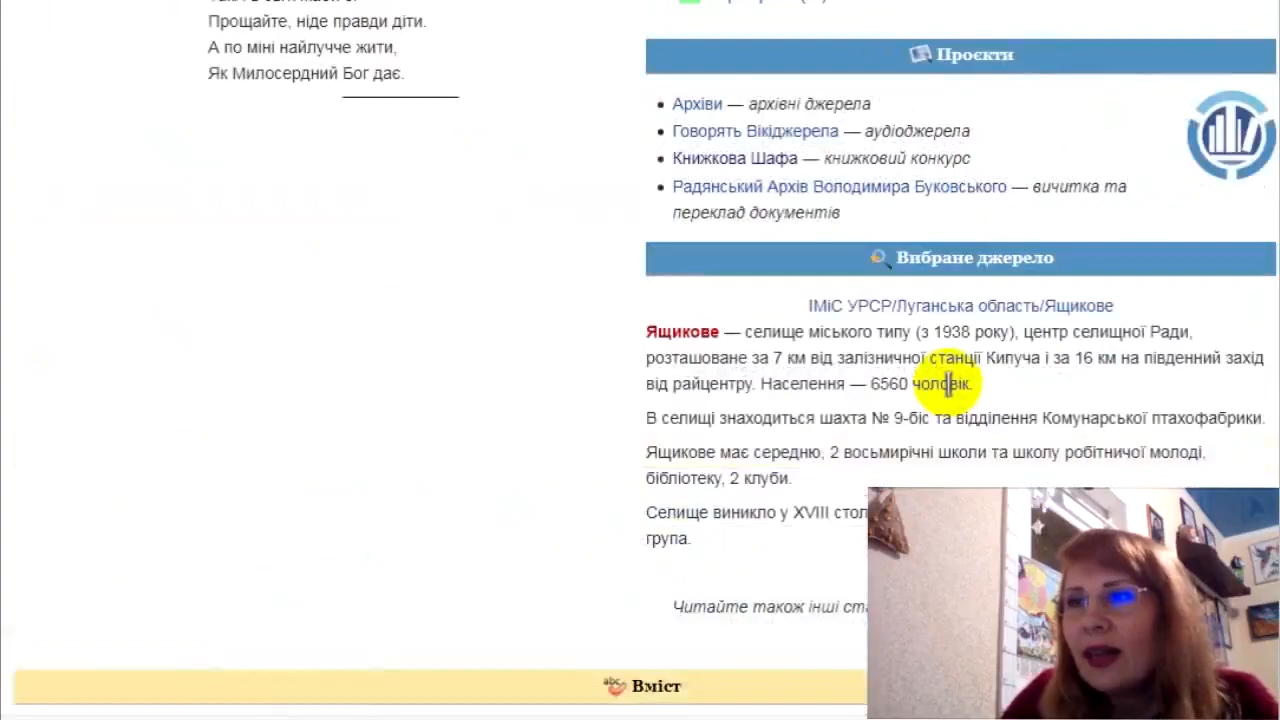 Прощайте, ніде правди діти.
А по міні найлучче жити,
Як Милосердний Бог дає.
Проєкти
Архіви — архівні джерела
Говорять Вікіджерела — аудіоджерела
Книжкова Шафа — книжковий конкурс
Радянський Архів Володимира Буковського — вичитка та
переклад документів
Вибране джерело
ІМіС УРСР/Луганська область/Ящикове
Ящикове — селище міського типу (з 1938 року), центр селищної Ради,
розташоване за 7 км від залізничної станції Кипуча і за 16 км на південний захід
від райцентру. Населення — 6560 чоловік.
В селищі знаходиться шахта № 9-біс та відділення Комунарської птахофабрики.
Ящикове має середню, 2 восьмирічні школи та школу робітничої молоді,
бібліотеку, 2 клуби.
Селище виникло у XVIII
група.
Читайте також інші
Вміст